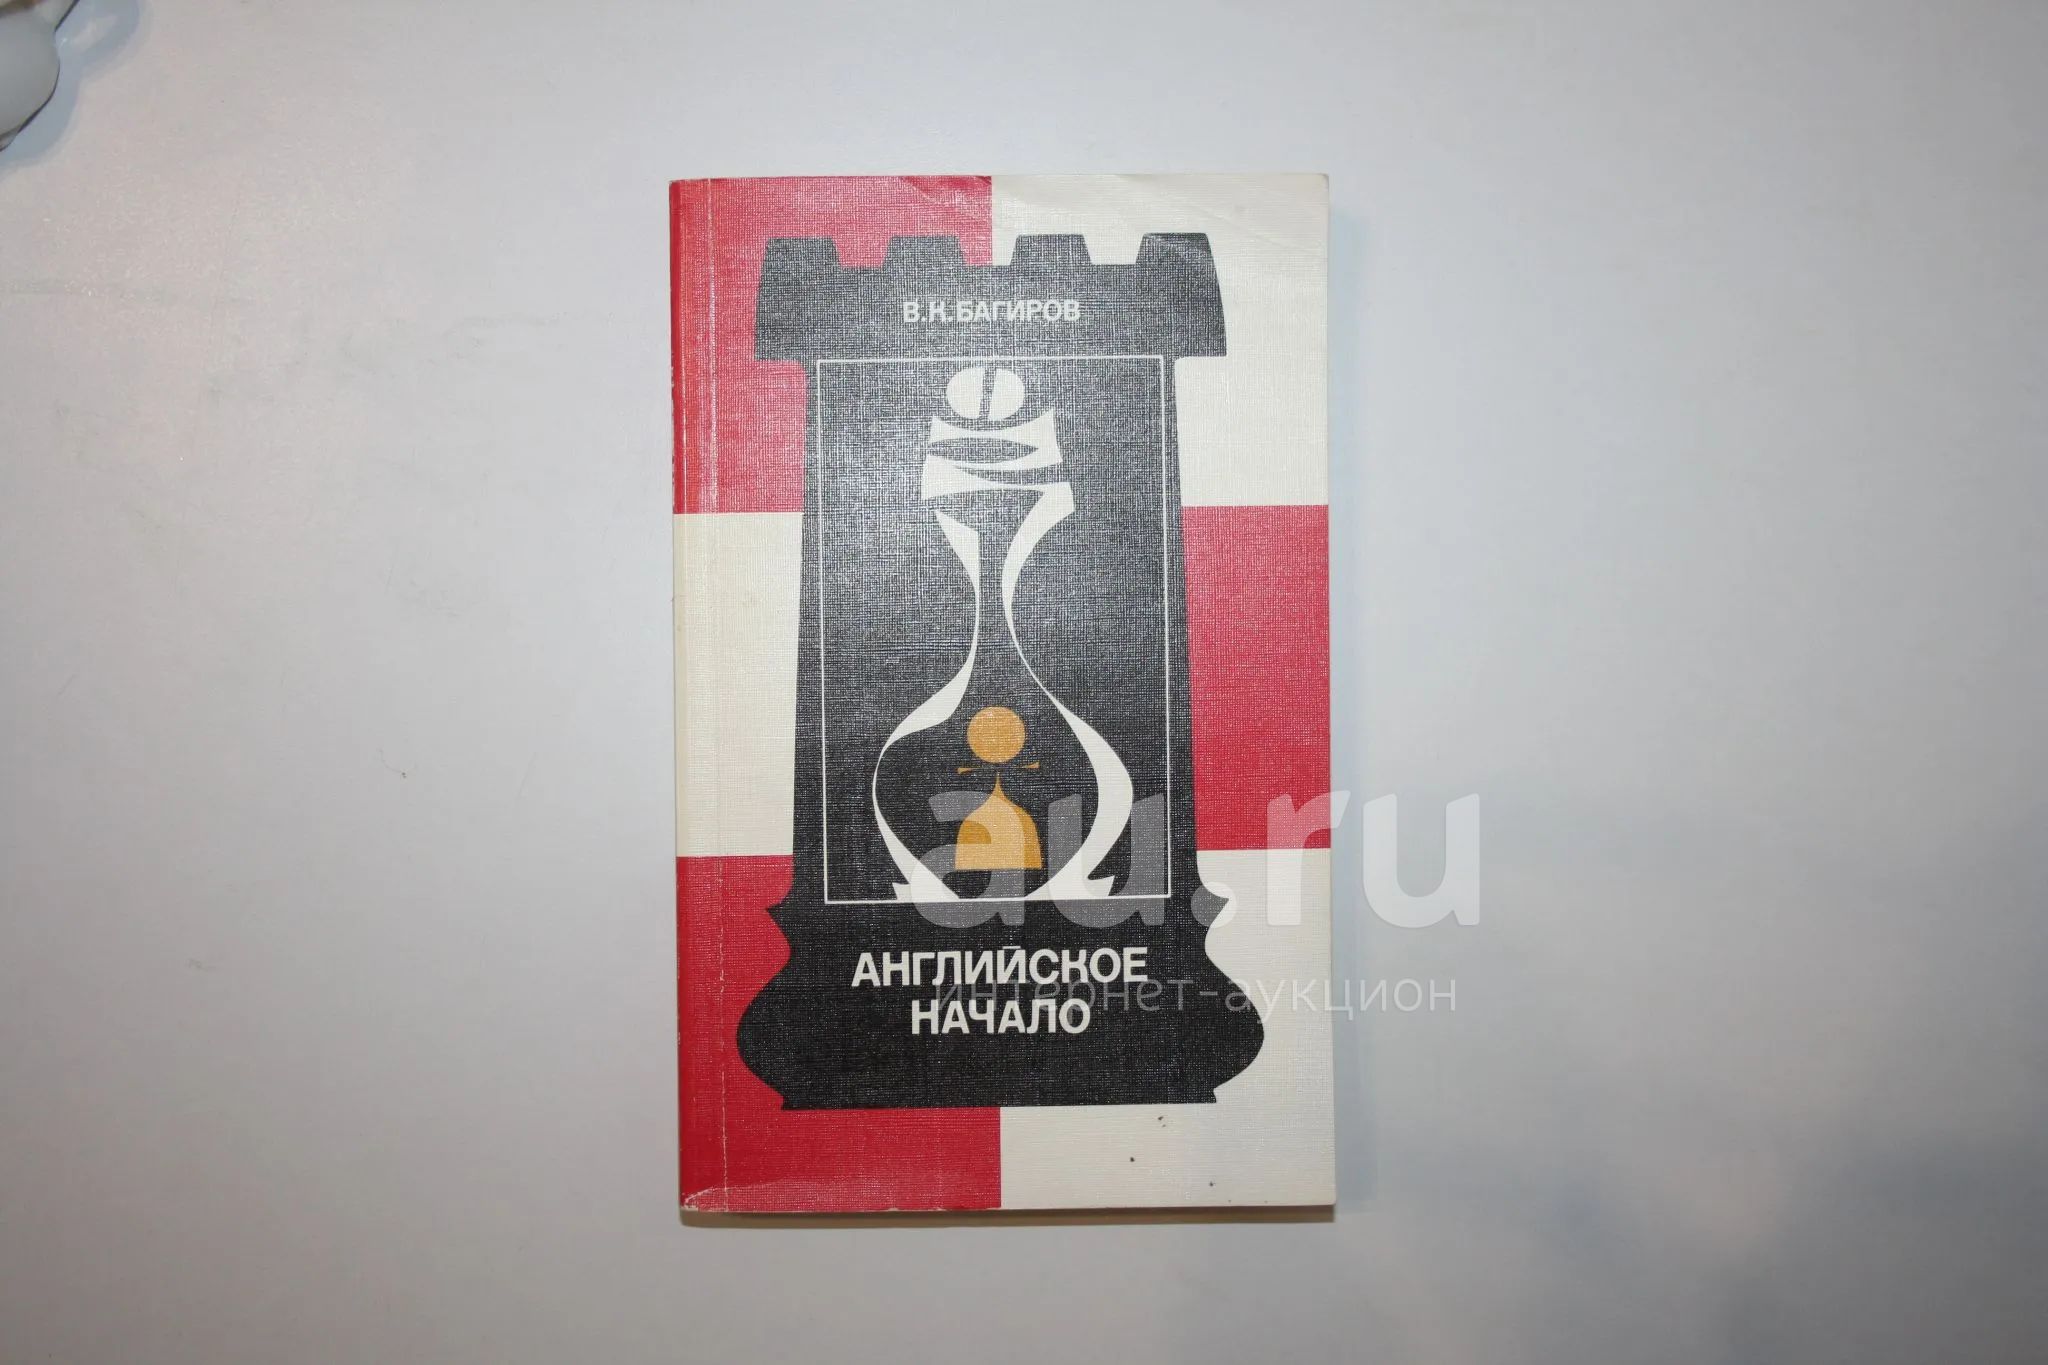 В.К.БАГИРОВ
au.ru
АНГЛИЙСКОЕ
интернет-аукцион
НАЧАЛО